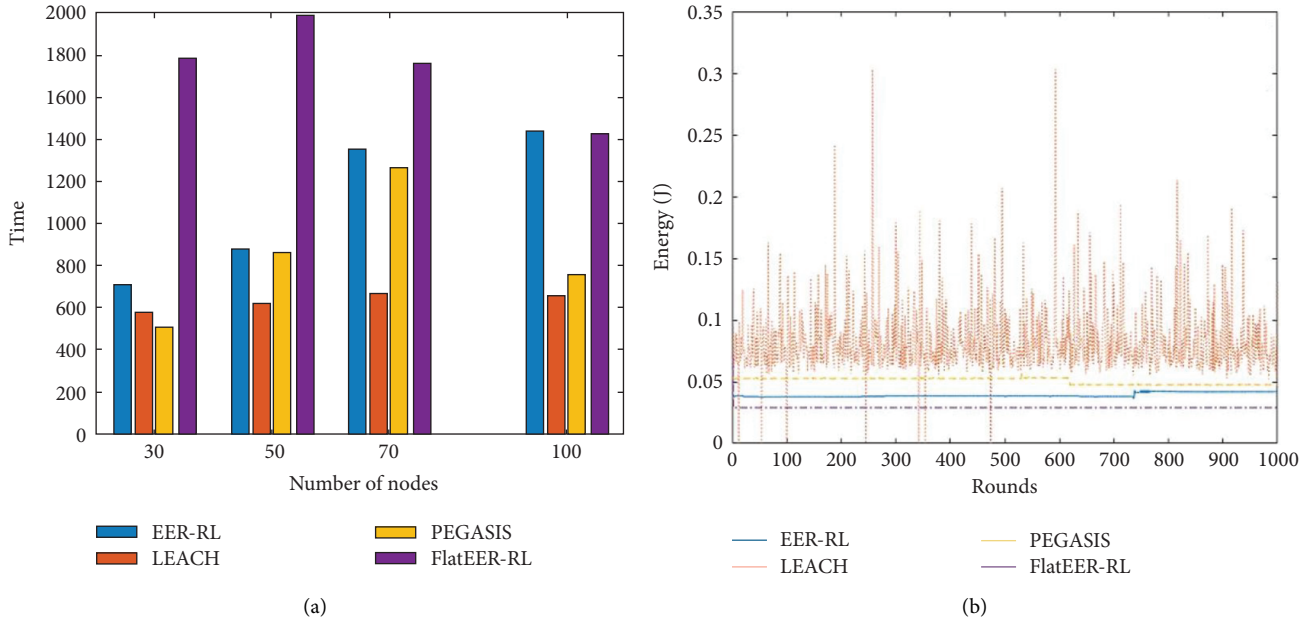 2000
1800
1600
1400
1200
1000
800
600
400
200
0
Time
30 50 70 100
Number of nodes
EER-RL PEGASIS
LEACH FlatEER-RL
(a)
0.35
0.3
0.25
0.2
0.15
0.1
0.05
0
Energy (J)
0 100 200 300 400 500 600 700 800 900 1000
Rounds
EER-RL PEGASIS
LEACH FlatEER-RL
(b)